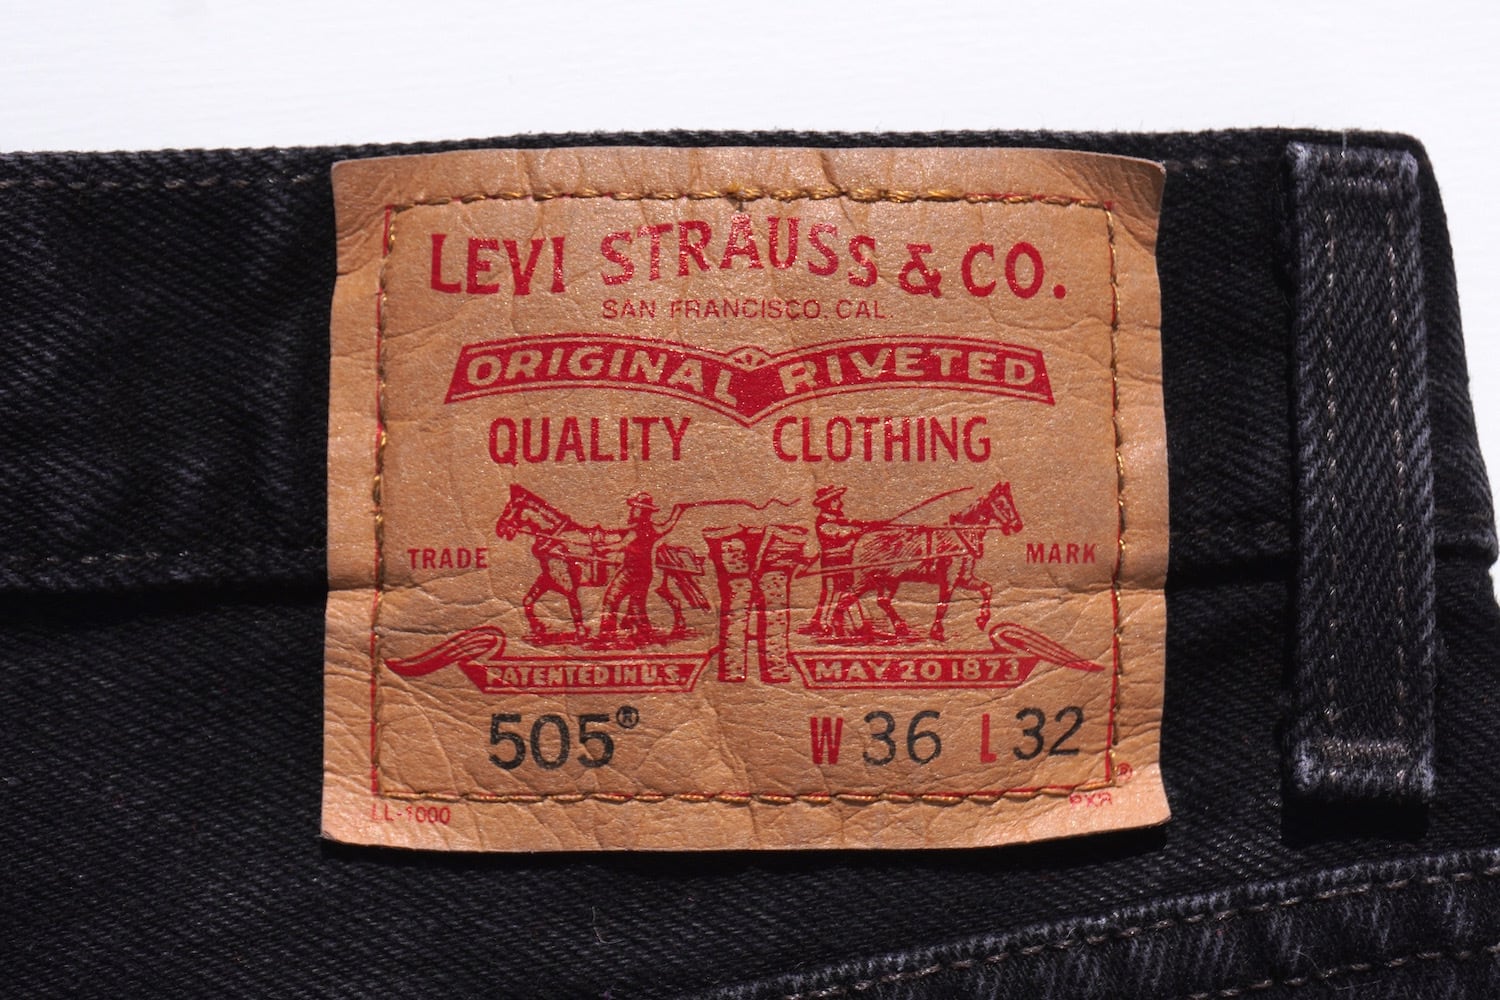 LEVI STRAUSS & CO.
SAN FRANCISCO, CAL.
ORIGINAL RIVETED
QUALITY CLOTHING
TRADE MARK
PATENTED IN U.S. MAY 20 1873
505® W 36 L 32
®
LL-1000